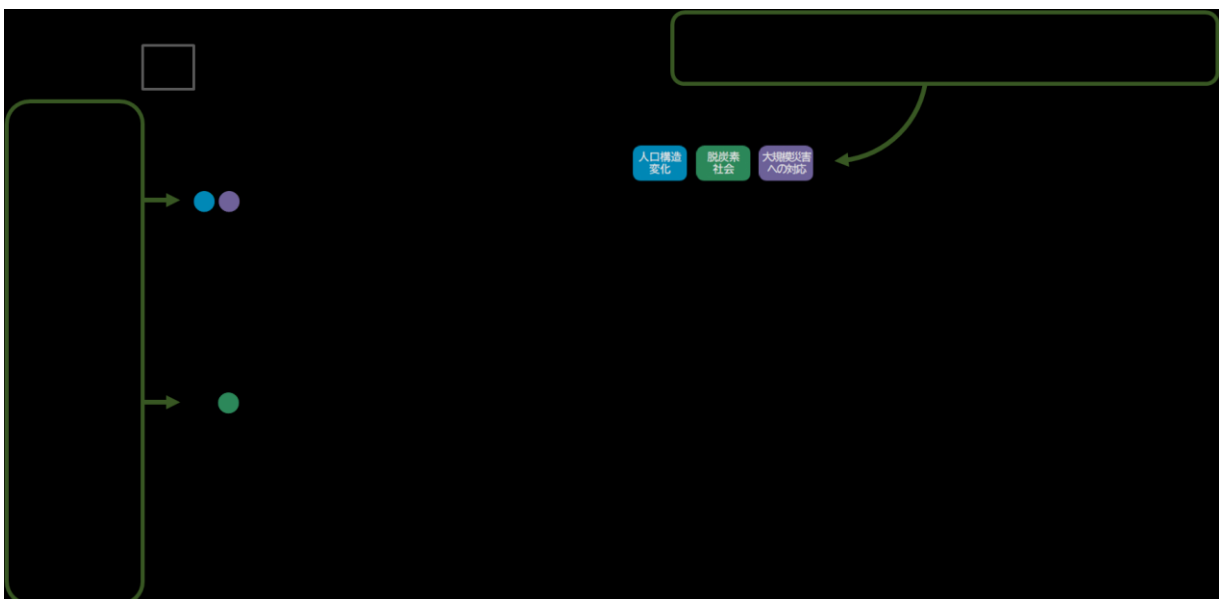 人口構造
変化
脱炭素
社会
大規模災害
への対応